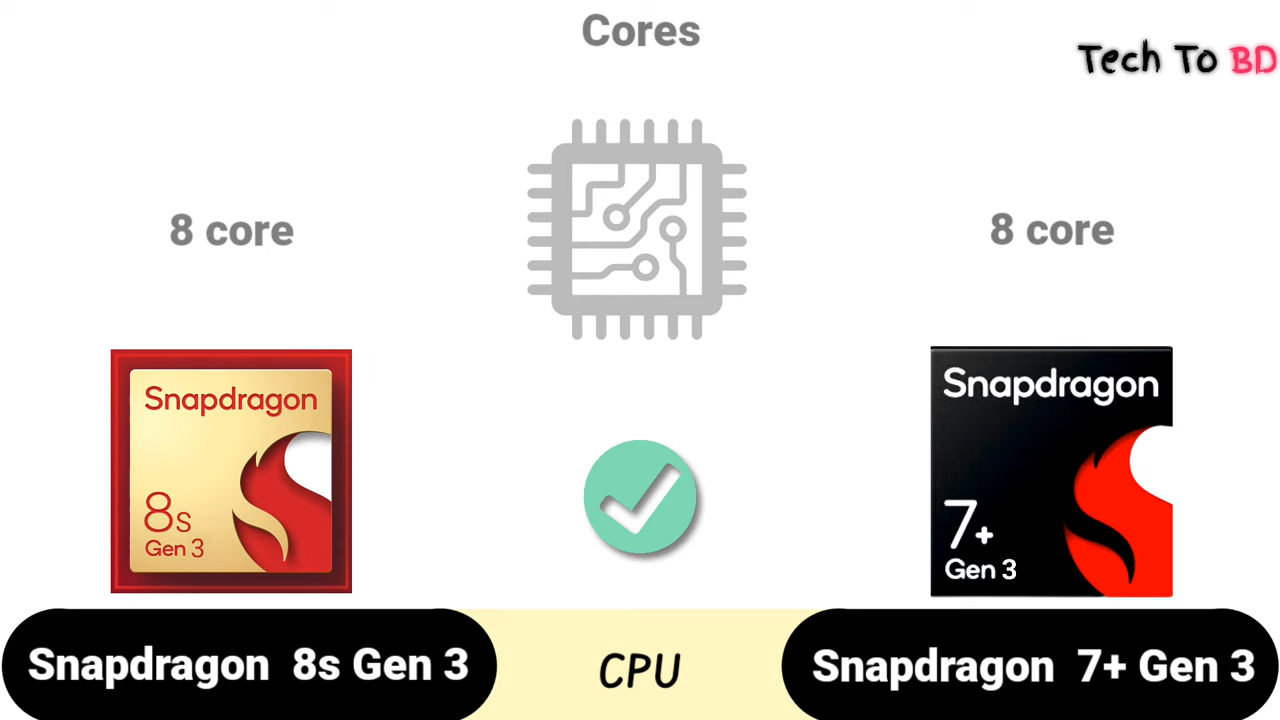 Cores
Tech To BD
8 core
8 core
Snapdragon
8s
Gen 3
Snapdragon
7+
Gen 3
Snapdragon 8s Gen 3
CPU
Snapdragon 7+ Gen 3